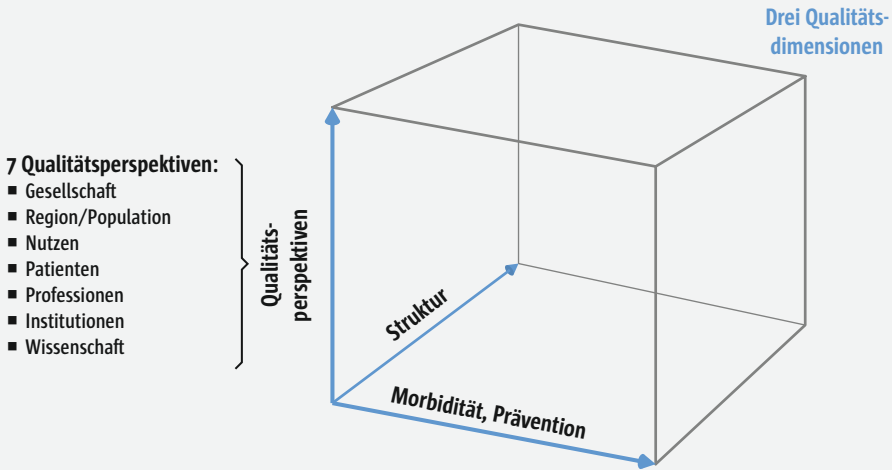 Drei Qualitäts-
dimensionen
7 Qualitätsperspektiven:
▪ Gesellschaft
▪ Region/Population
▪ Nutzen
▪ Patienten
▪ Professionen
▪ Institutionen
▪ Wissenschaft
Qualitäts-
perspektiven
Struktur
Morbidität, Prävention